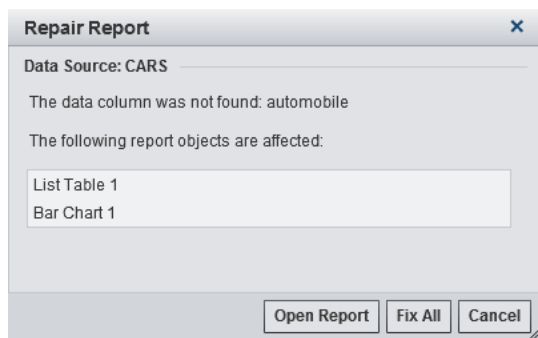 Repair Report
Data Source: CARS
The data column was not found: automobile
The following report objects are affected:
List Table 1
Bar Chart 1
Open Report Fix All Cancel